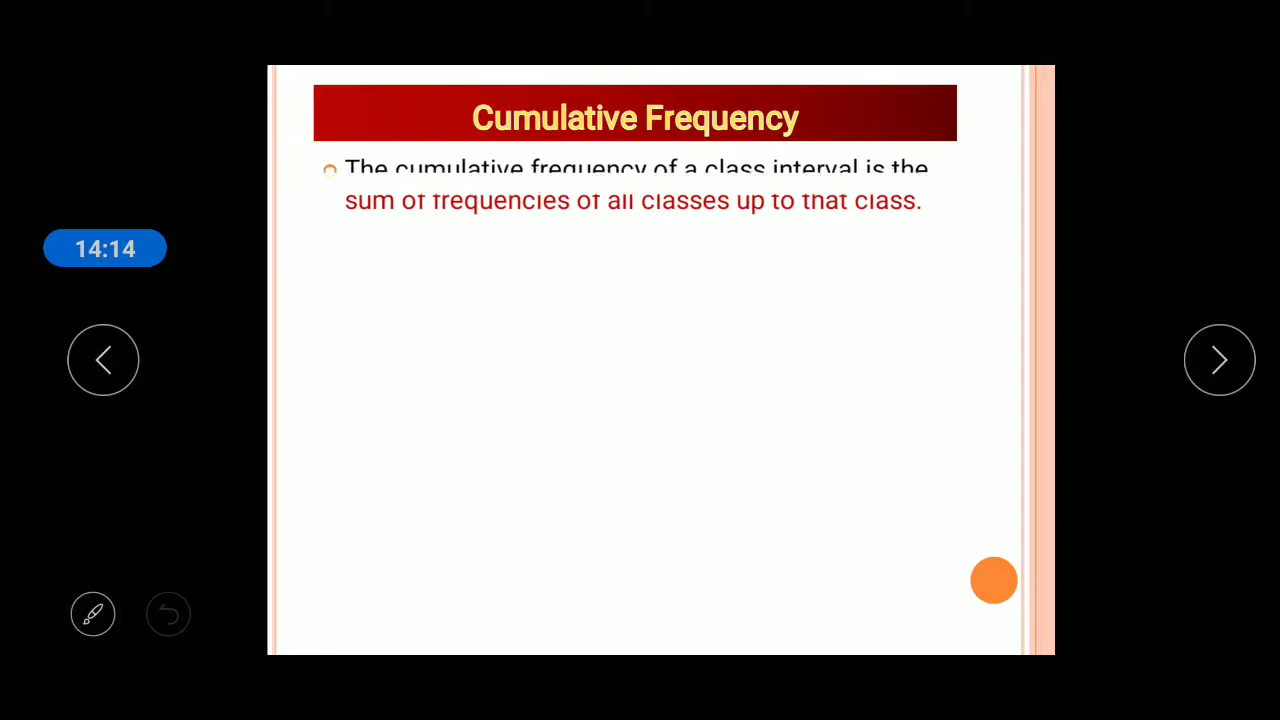 Cumulative Frequency
The cumulative frequency of a class interval is the
sum of frequencies of all classes up to that class.
14:14